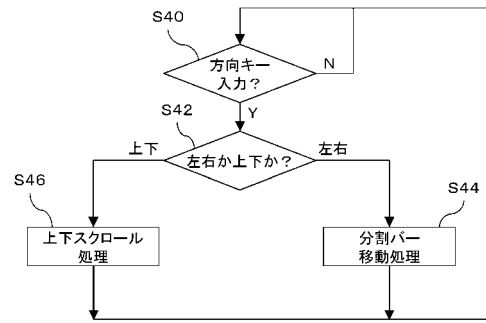 S40
方向キー
入力？
N
Y
S42
左右か上下か？
上下
左右
S46
上下スクロール
処理
S44
分割バー
移動処理